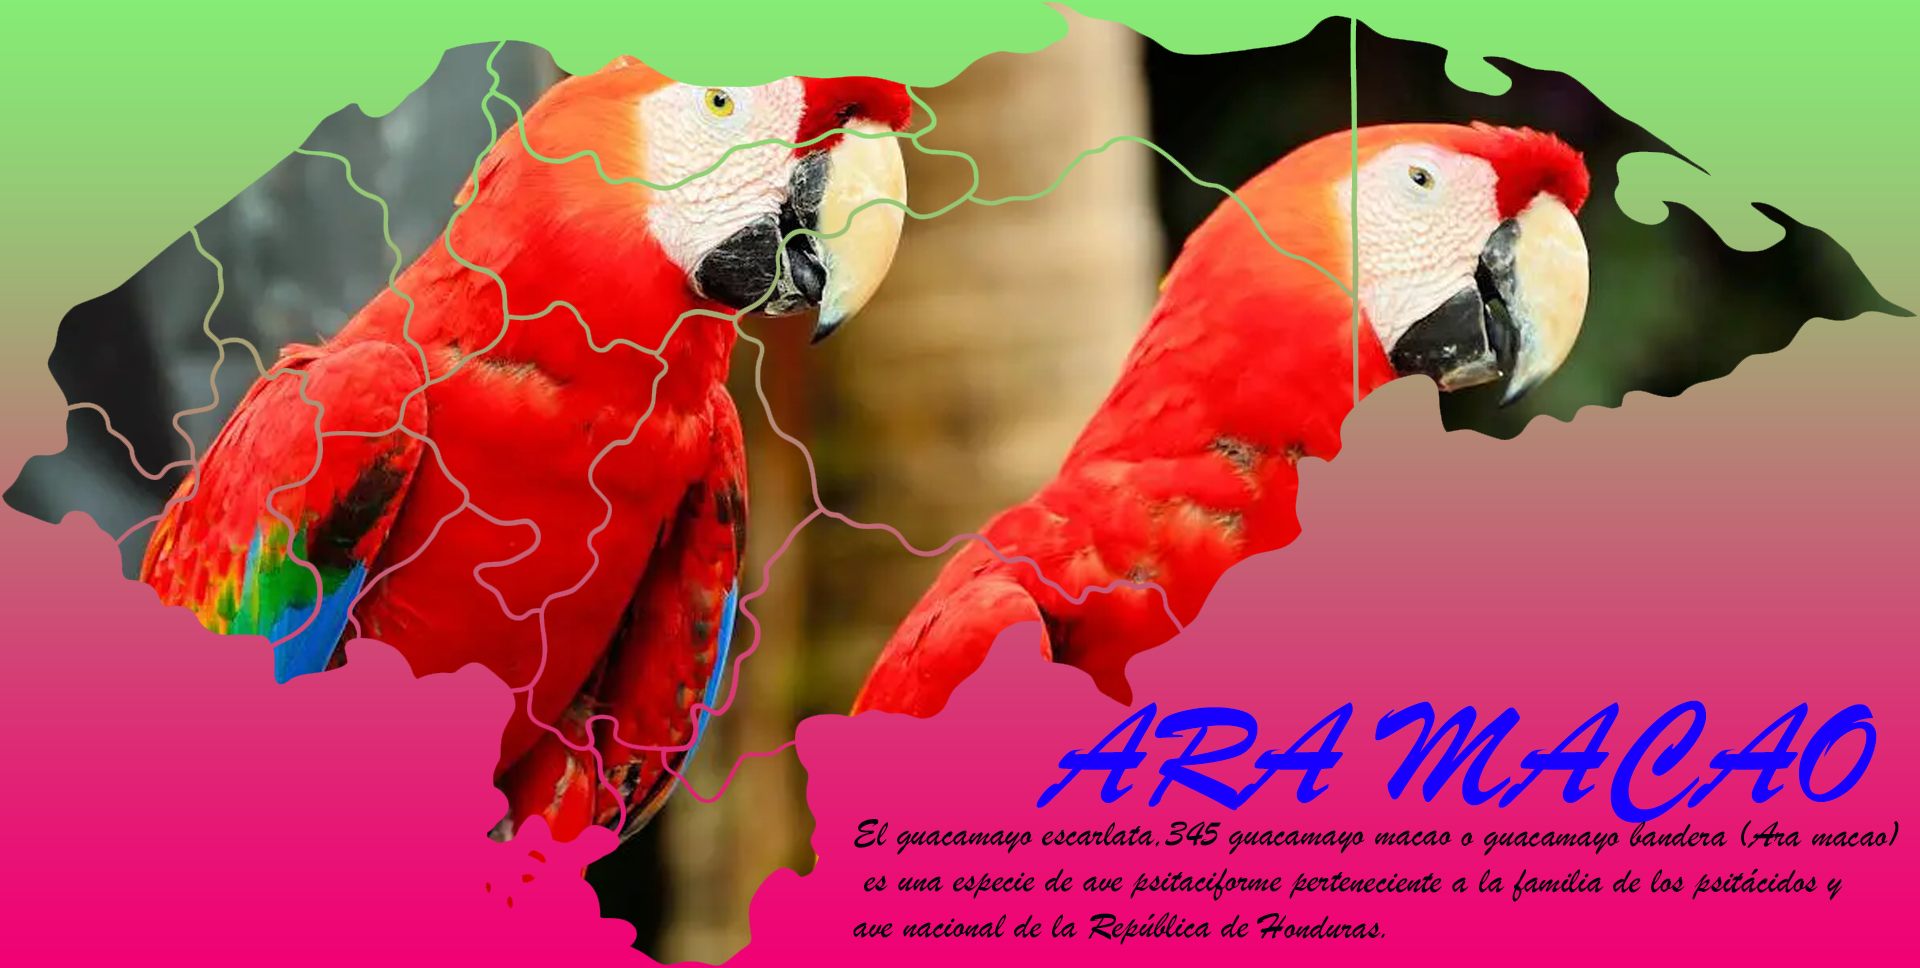 ARA MACAO
El guacamayo escarlata,345 guacamayo macao o guacamayo bandera (Ara macao)
es una especie de ave psitaciforme perteneciente a la familia de los psitácidos y
ave nacional de la República de Honduras.